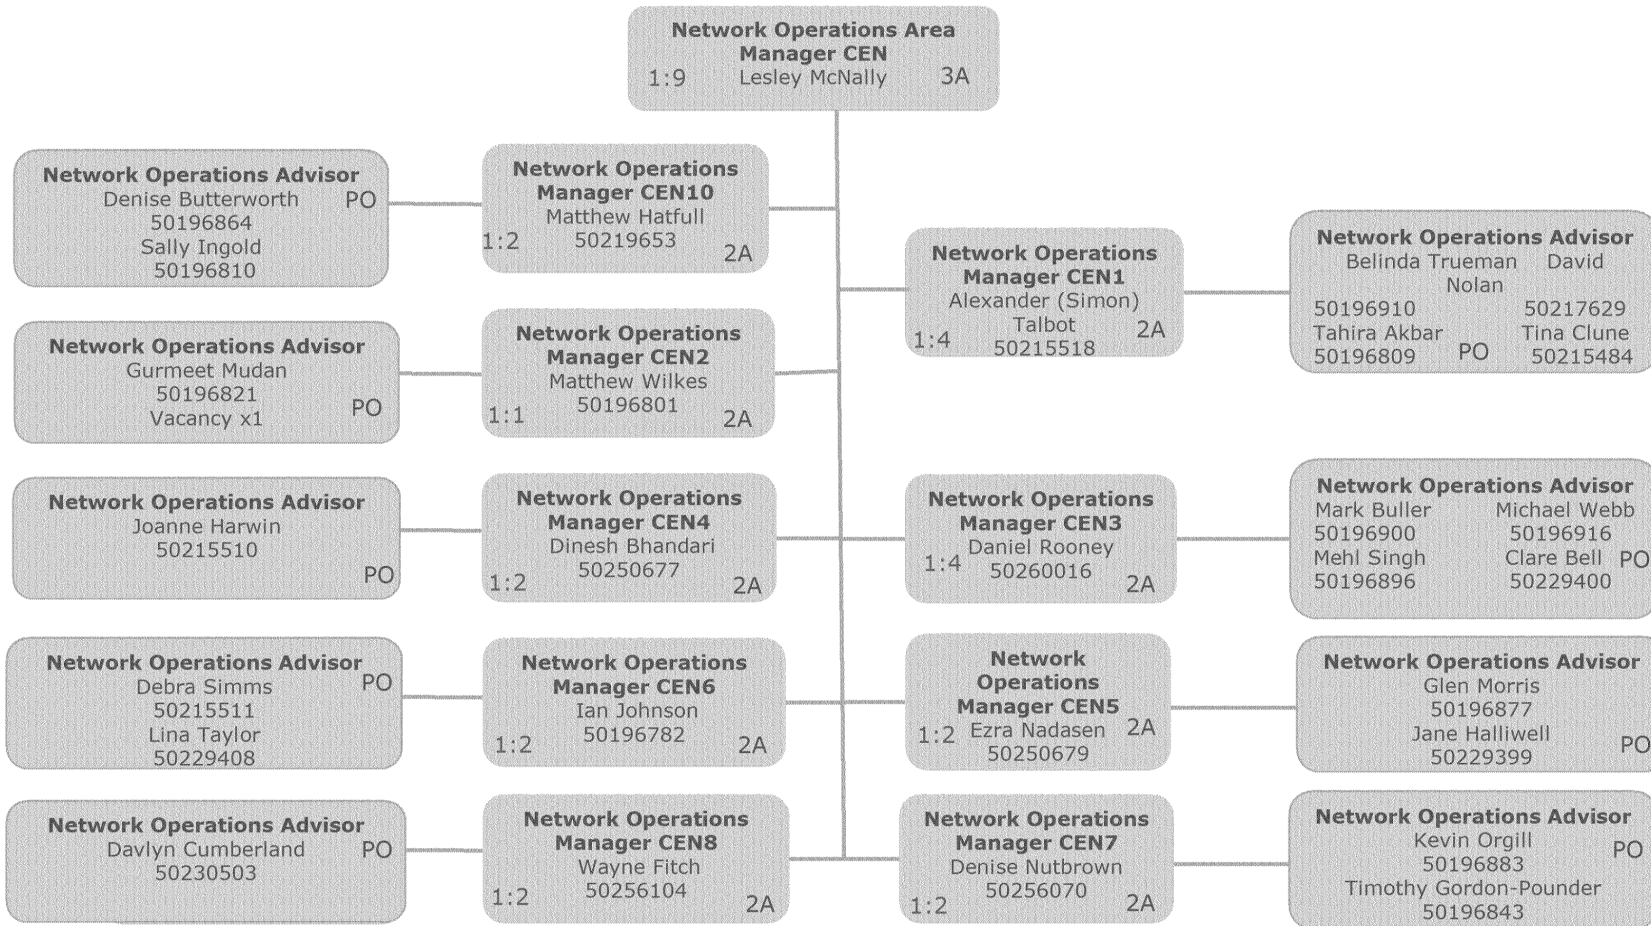 Network Operations Area
Manager CEN
1:9 Lesley McNally 3A
Network Operations Advisor
Denise Butterworth PO
50196864
Sally Ingold
50196810
Network Operations
Manager CEN10
Matthew Hatfull
1:2 50219653 2A
Network Operations
Manager CEN1
Alexander (Simon)
Talbot
1:4 50215518 2A
Network Operations Advisor
Belinda Trueman David
Nolan
50196910 50217629
Tahira Akbar Tina Clune
50196809 PO 50215484
Network Operations Advisor
Gurmeet Mudan
50196821
Vacancy x1 PO
Network Operations
Manager CEN2
Matthew Wilkes
1:1 50196801 2A
Network Operations Advisor
Joanne Harwin
50215510
PO
Network Operations
Manager CEN4
Dinesh Bhandari
1:2 50250677 2A
Network Operations
Manager CEN3
Daniel Rooney
1:4 50260016 2A
Network Operations Advisor
Mark Buller Michael Webb
50196900 50196916
Mehl Singh Clare Bell PO
50196896 50229400
Network Operations Advisor
Debra Simms PO
50215511
Lina Taylor
50229408
Network Operations
Manager CEN6
Ian Johnson
1:2 50196782 2A
Network
Operations
Manager CEN5
1:2 Ezra Nadasen 2A
50250679
Network Operations Advisor
Glen Morris
50196877
Jane Halliwell
50229399 PO
Network Operations Advisor
Davlyn Cumberland PO
50230503
Network Operations
Manager CEN8
Wayne Fitch
1:2 50256104 2A
Network Operations
Manager CEN7
Denise Nutbrown
1:2 50256070 2A
Network Operations Advisor
Kevin Orgill PO
50196883
Timothy Gordon-Pounder
50196843